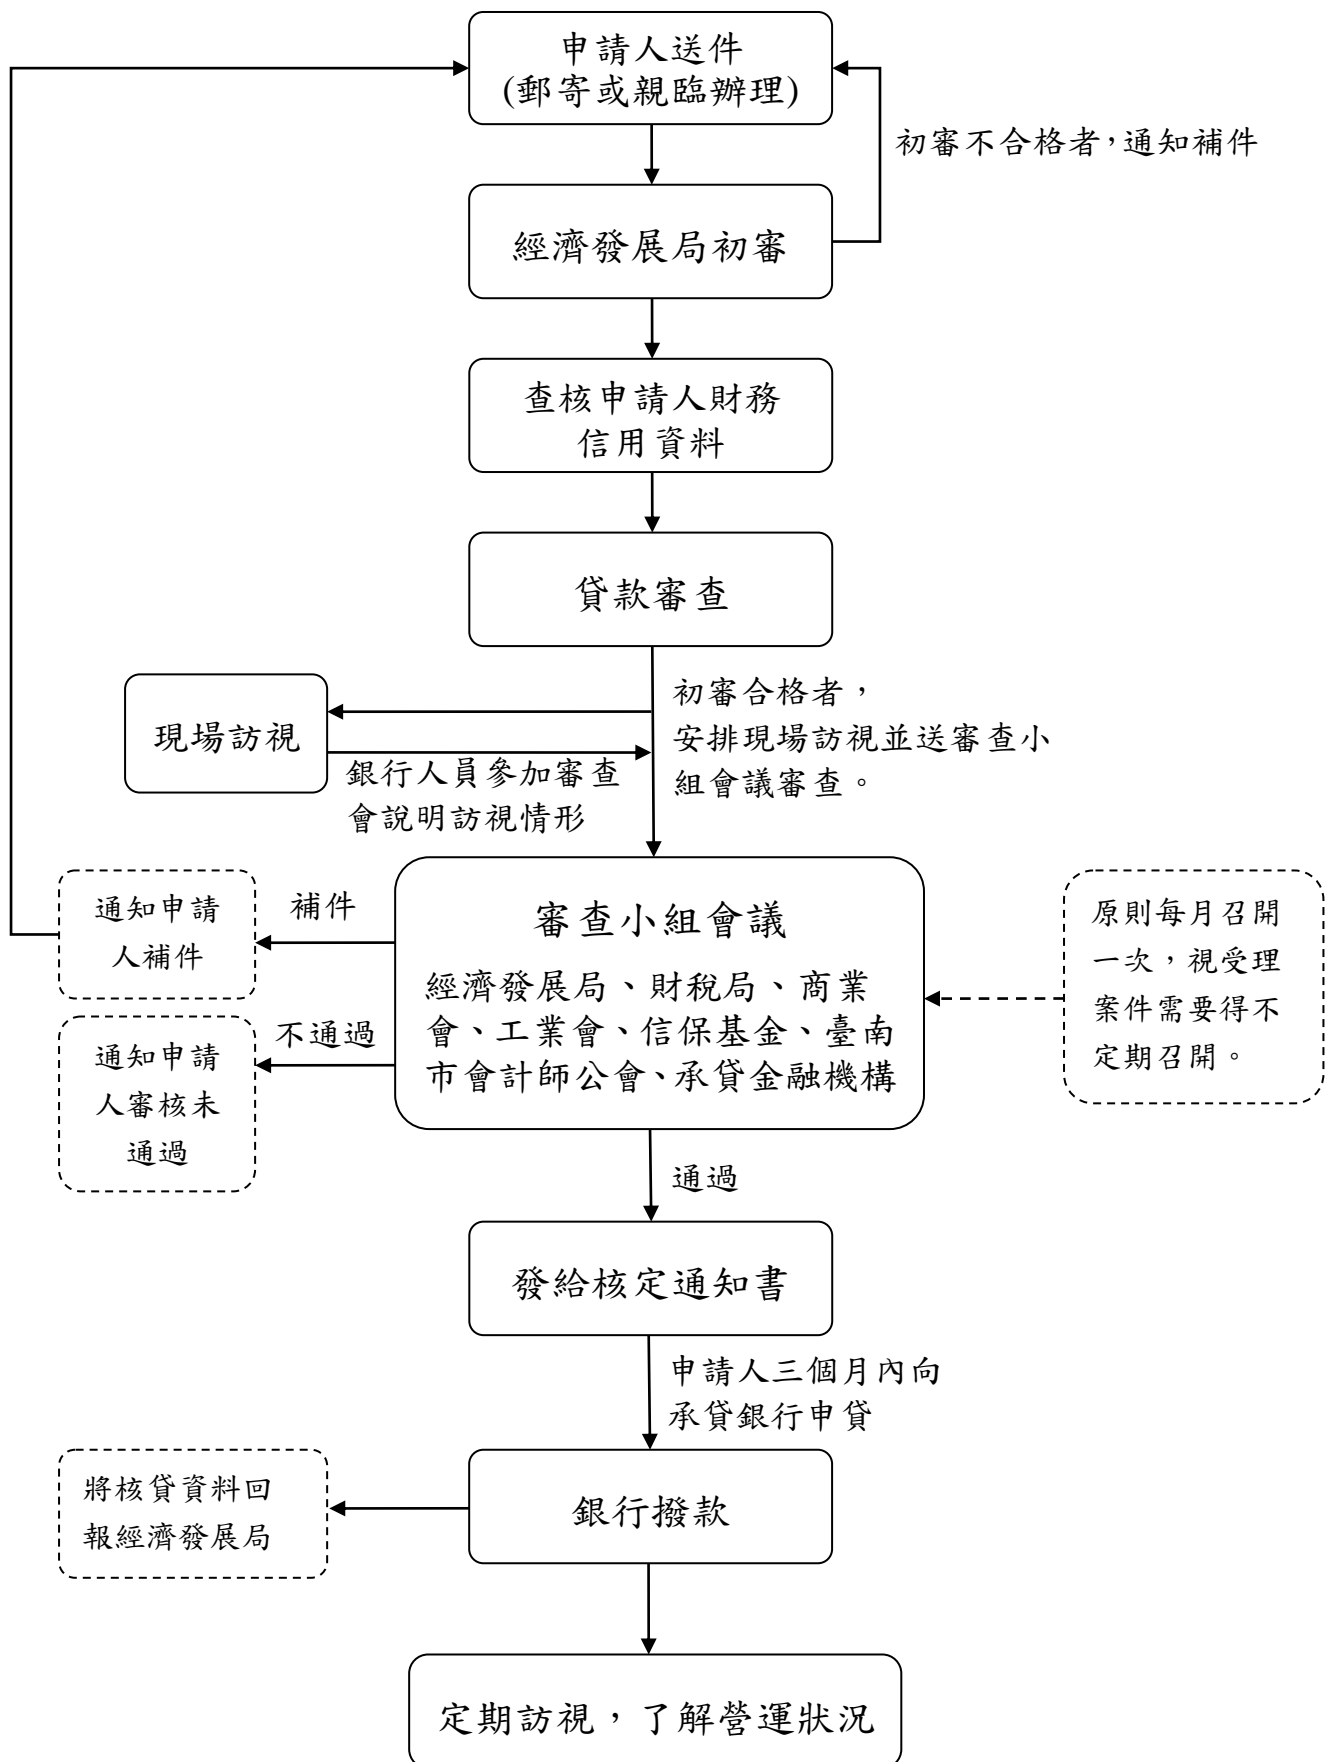 申請人送件
(郵寄或親臨辦理)
初審不合格者,通知補件
經濟發展局初審
查核申請人財務
信用資料
貸款審查
初審合格者，
安排現場訪視並送審查小
組會議審查。
現場訪視
銀行人員參加審查
會說明訪視情形
審查小組會議
經濟發展局、財稅局、商業
會、工業會、信保基金、臺南
市會計師公會、承貸金融機構
補件
通知申請
人補件
不通過
通知申請
人審核未
通過
原則每月召開
一次，視受理
案件需要得不
定期召開。
通過
發給核定通知書
申請人三個月內向
承貸銀行申貸
銀行撥款
將核貸資料回
報經濟發展局
定期訪視，了解營運狀況